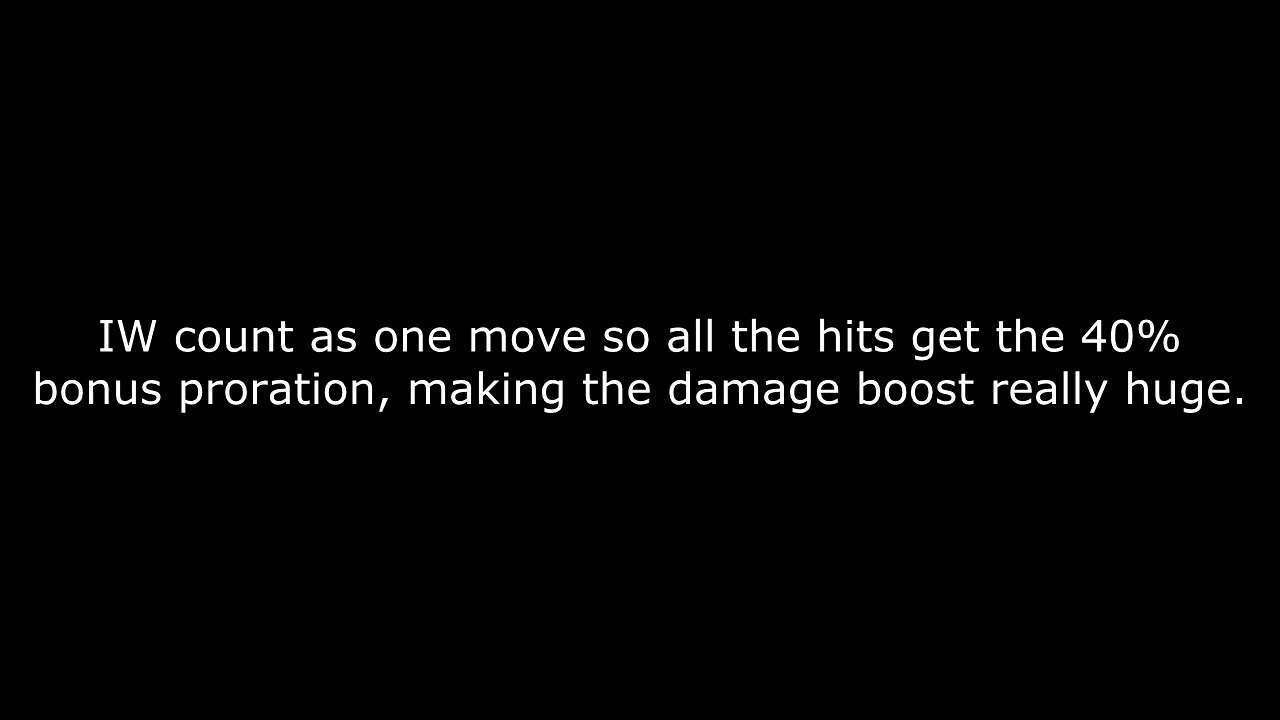 IW count as one move so all the hits get the 40%
bonus proration, making the damage boost really huge.